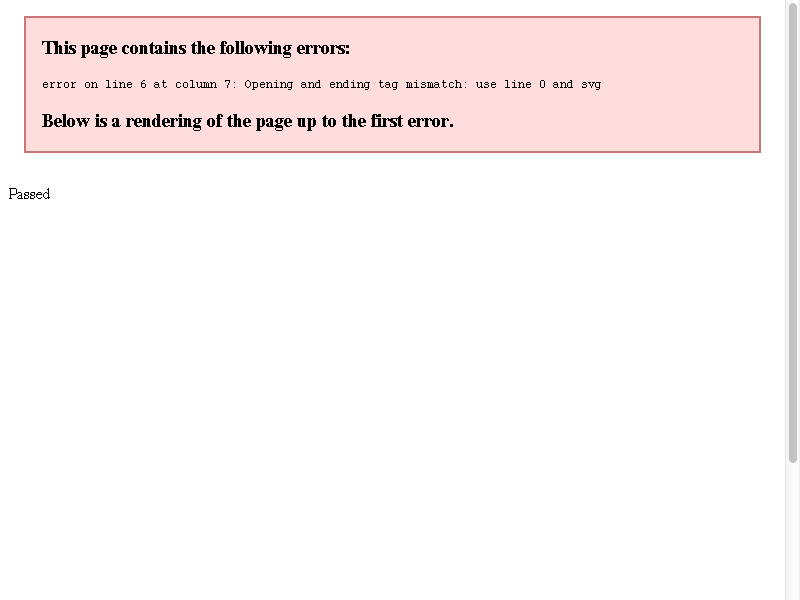 This page contains the following errors:
error on line 6 at column 7: Opening and ending tag mismatch: use line 0 and svg
Below is a rendering of the page up to the first error.
Passed